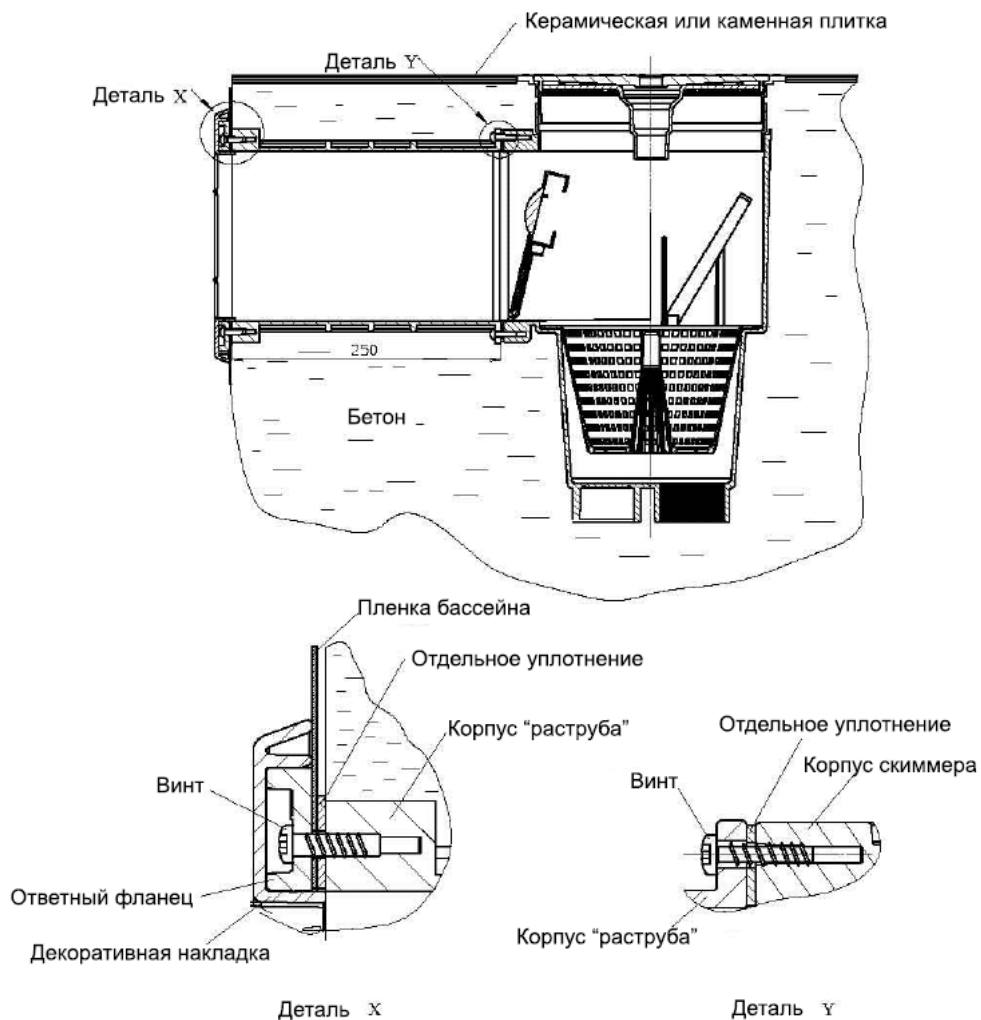 Керамическая или каменная плитка
Деталь Y
Деталь X
250
Бетон
Пленка бассейна
Отдельное уплотнение
Корпус “раструба”
Винт
Ответный фланец
Декоративная накладка
Деталь X
Отдельное уплотнение
Корпус скиммера
Винт
Корпус “раструба”
Деталь Y